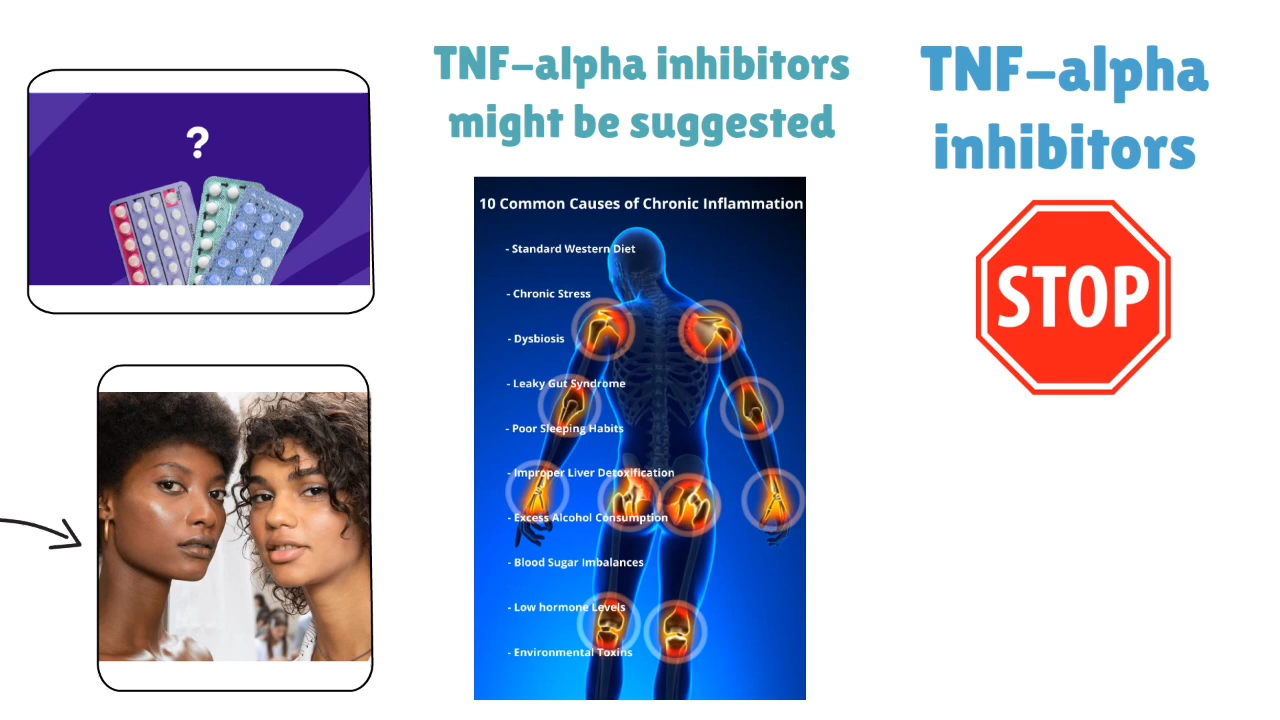 ?
TNF-alpha inhibitors
might be suggested
10 Common Causes of Chronic Inflammation
- Standard Western Diet
- Chronic Stress
- Dysbiosis
- Leaky Gut Syndrome
- Poor Sleeping Habits
- Improper Liver Detoxification
- Excess Alcohol Consumption
- Blood Sugar Imbalances
- Low hormone Levels
- Environmental Toxins
TNF-alpha
inhibitors
STOP